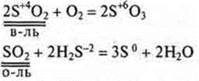 2S⁺⁴O₂ + O₂ = 2S⁺⁶O₃
в-ль
SO₂ + 2H₂S⁻² = 3S⁰ + 2H₂O
о-ль